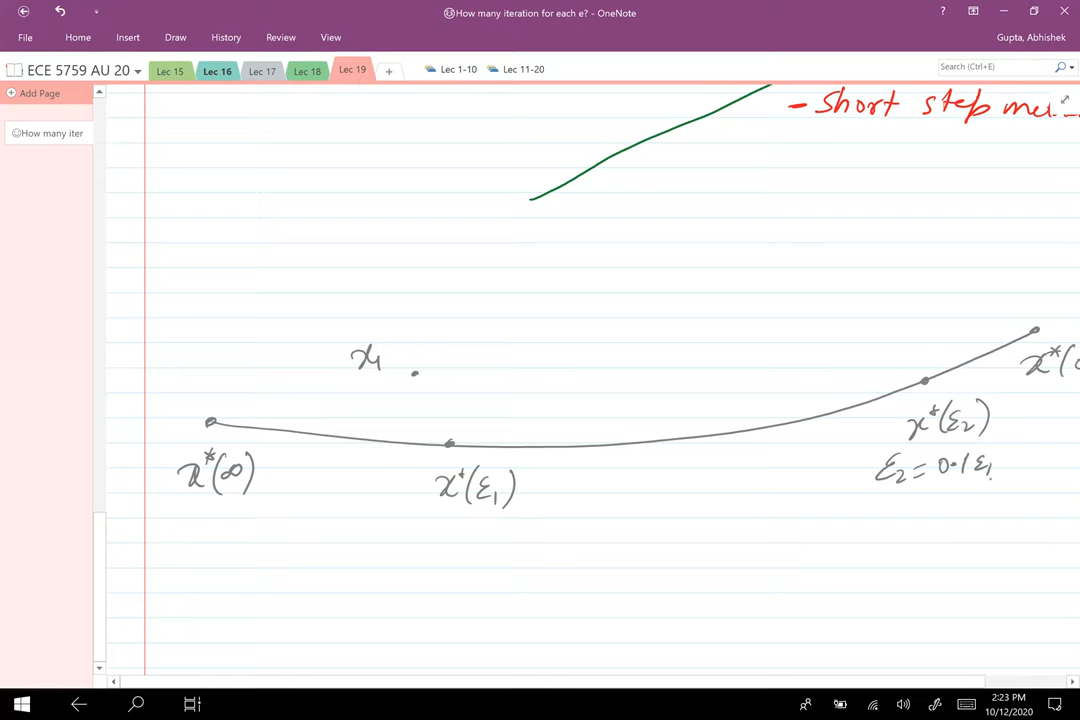 How many iteration for each e? - OneNote
?
Gupta, Abhishek
File Home Insert Draw History Review View
ECE 5759 AU 20
Lec 15 Lec 16 Lec 17 Lec 18 Lec 19 + Lec 1-10 Lec 11-20
Search (Ctrl+E)
Add Page
How many iter
- Short step
x₁
x*(∞)
x*(ε₁)
x*(ε₂)
ε₂ = 0.1 ε₁
x*(
2:23 PM
10/12/2020